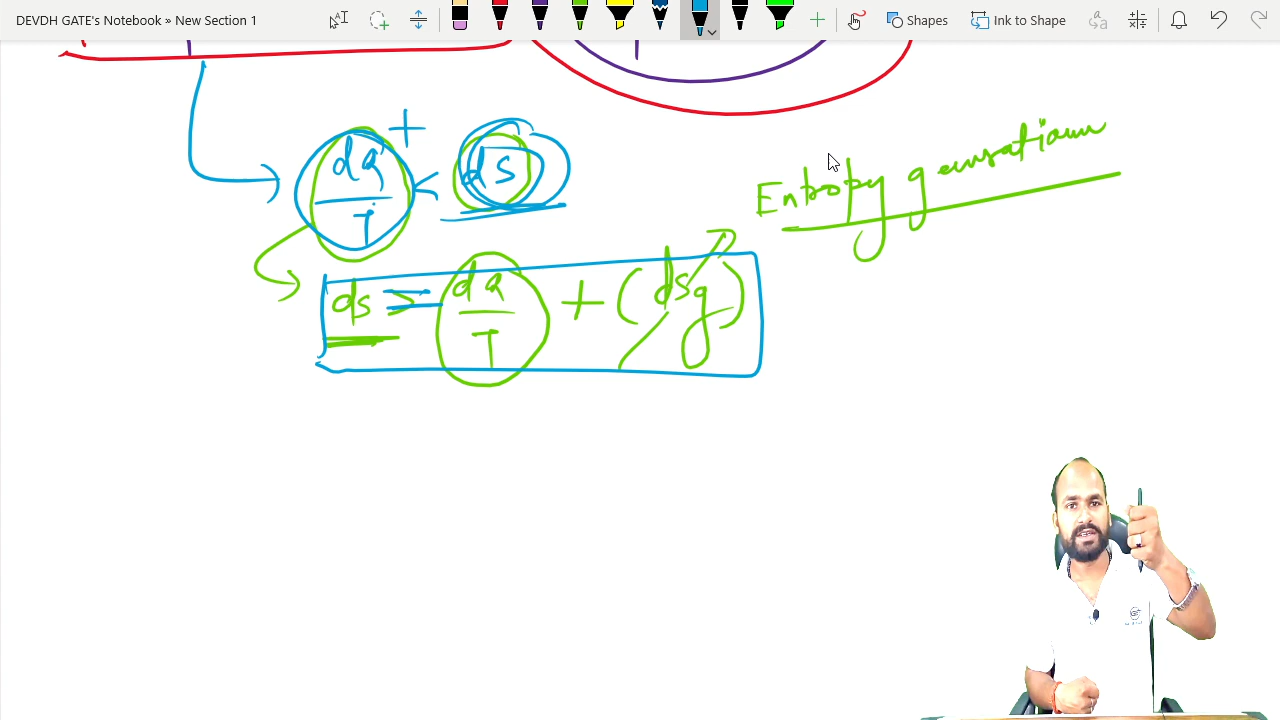 DEVDH GATE's Notebook » New Section 1
Shapes
Ink to Shape
+
dQ/T < ds
Entropy generation
ds = dQ/T + (dsg)